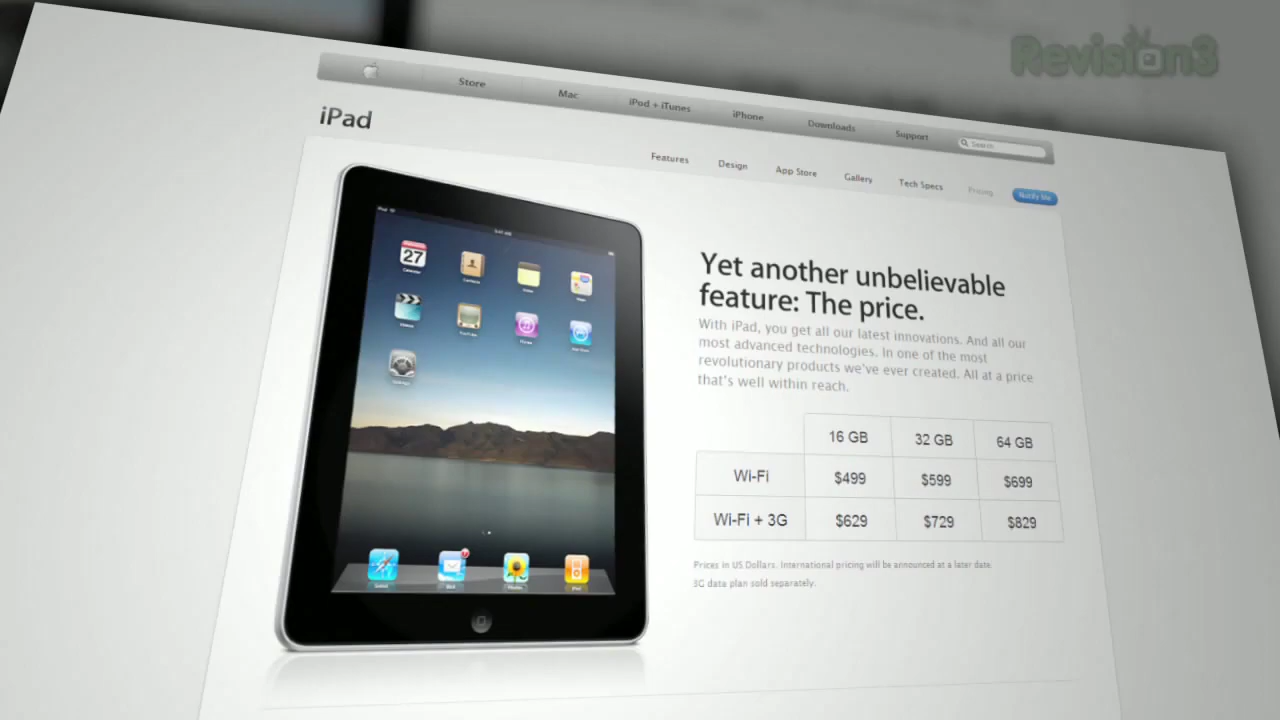 Revision3
Store Mac iPod + iTunes iPhone Downloads Support Search
iPad
Features Design App Store Gallery Tech Specs Pricing Notify Me
27
Yet another unbelievable
feature: The price.
With iPad, you get all our latest innovations. And all our
most advanced technologies. In one of the most
revolutionary products we've ever created. All at a price
that's well within reach.
16 GB 32 GB 64 GB
Wi-Fi $499 $599 $699
Wi-Fi + 3G $629 $729 $829
Prices in US Dollars. International pricing will be announced at a later date.
3G data plan sold separately.